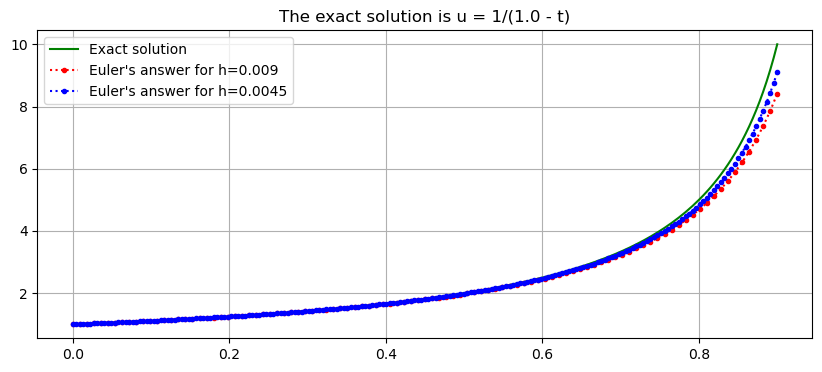 The exact solution is u = 1/(1.0 - t)
Exact solution
Euler's answer for h=0.009
Euler's answer for h=0.0045
10
8
6
4
2
0.0 0.2 0.4 0.6 0.8